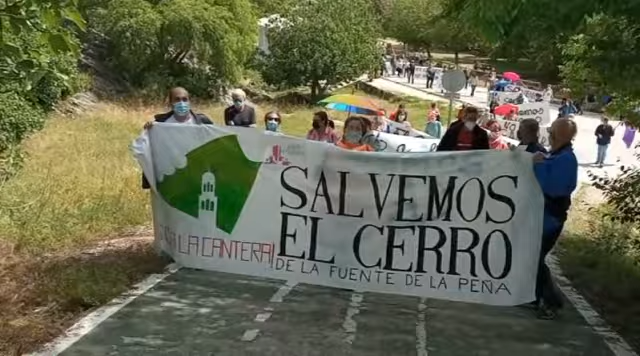 SALVEMOS
EL CERRO
DE LA FUENTE DE LA PEÑA
LA CANTERA!